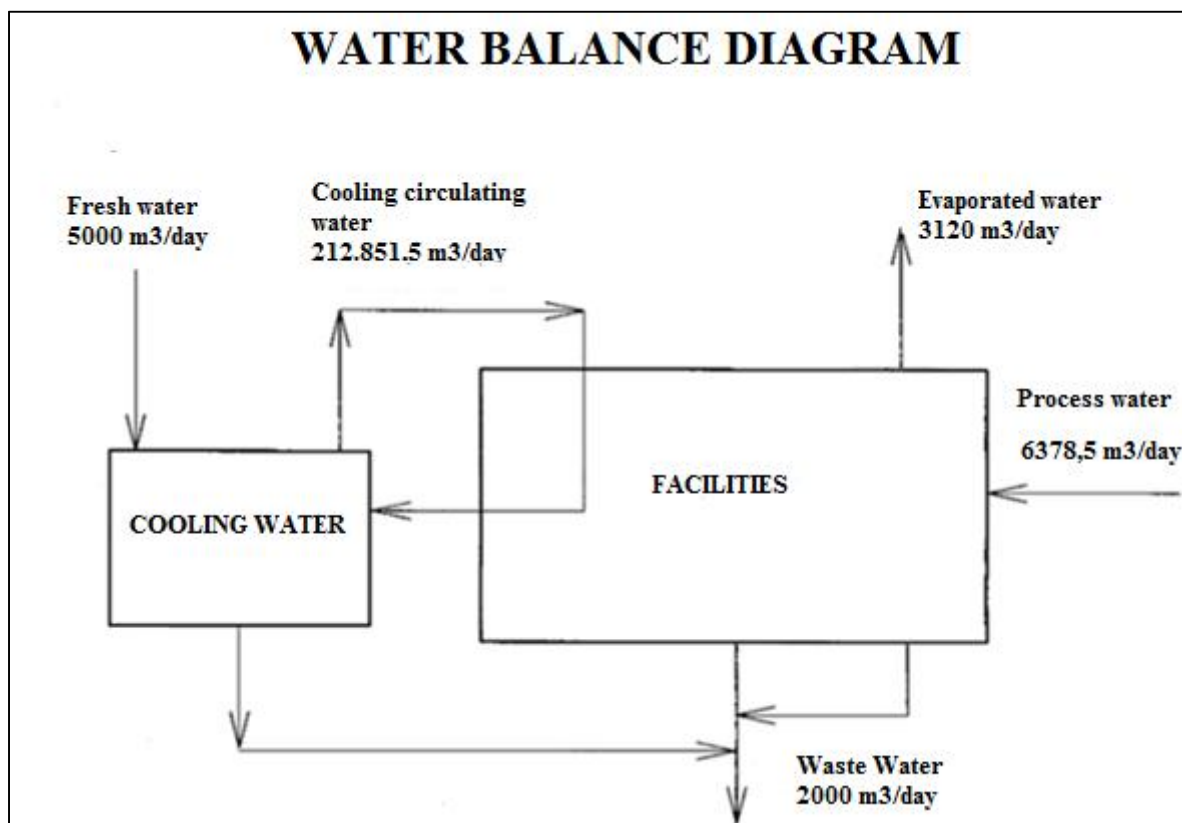 WATER BALANCE DIAGRAM
Fresh water
5000 m3/day
Cooling circulating
water
212.851.5 m3/day
Evaporated water
3120 m3/day
Process water
6378,5 m3/day
COOLING WATER
FACILITIES
Waste Water
2000 m3/day